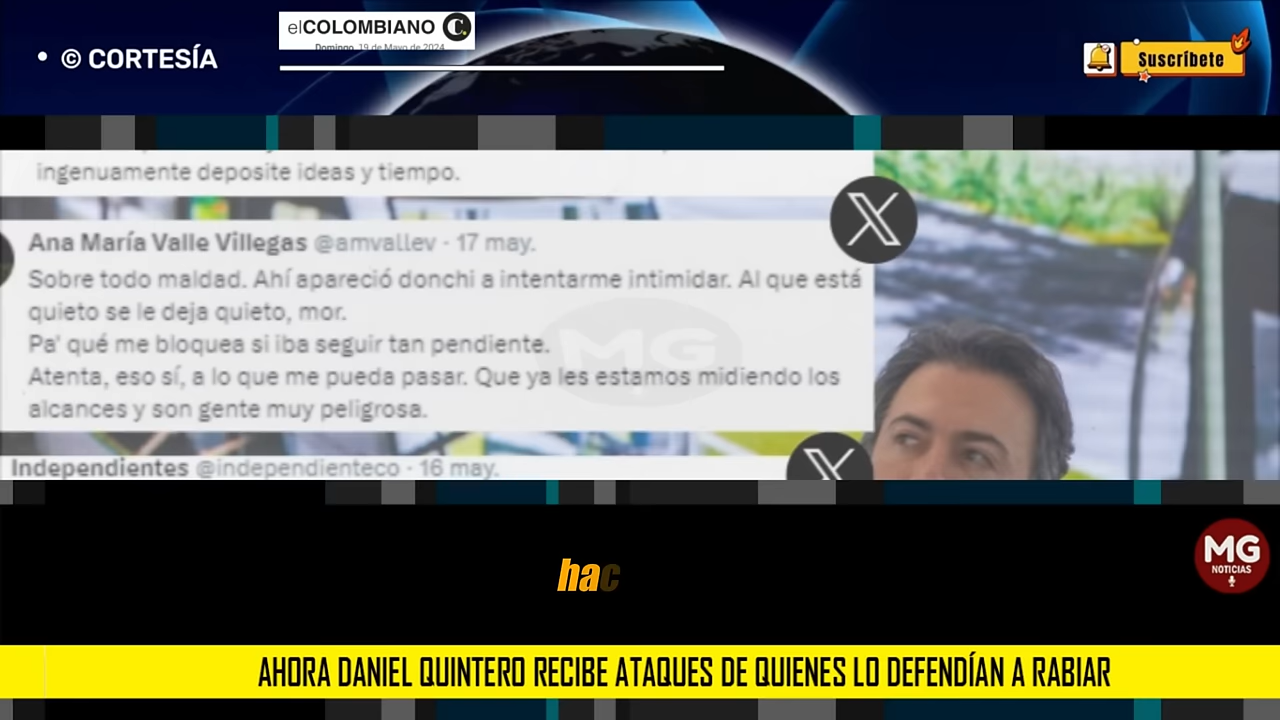 © CORTESÍA
elCOLOMBIANO C.
Domingo, 19 de Mayo de 2024
Suscríbete
ingenuamente deposite ideas y tiempo.
Ana María Valle Villegas @amvallev · 17 may.
Sobre todo maldad. Ahí apareció donchi a intentarme intimidar. Al que está
quieto se le deja quieto, mor.
Pa' qué me bloquea si iba seguir tan pendiente.
Atenta, eso sí, a lo que me pueda pasar. Que ya les estamos midiendo los
alcances y son gente muy peligrosa.
MG
Independientes @independienteco · 16 may.
hac
MG
NOTICIAS
AHORA DANIEL QUINTERO RECIBE ATAQUES DE QUIENES LO DEFENDÍAN A RABIAR